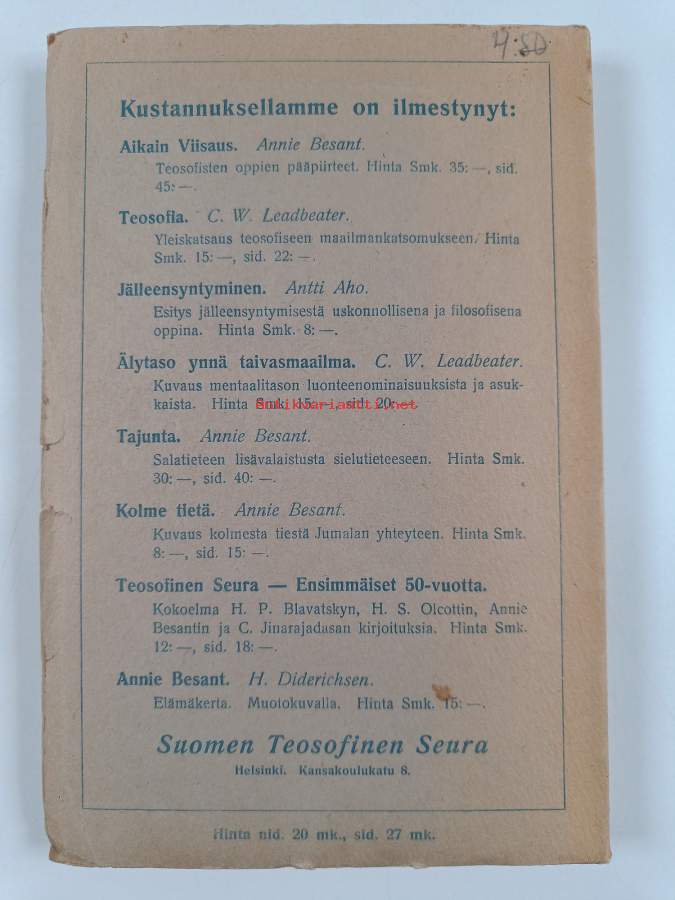 4:80
Kustannuksellamme on ilmestynyt:
Aikain Viisaus. Annie Besant.
Teosofisten oppien pääpiirteet. Hinta Smk. 35: —, sid.
45: —.
Teosofia. C. W. Leadbeater.
Yleiskatsaus teosofiseen maailmankatsomukseen. Hinta
Smk. 15: —, sid. 22: —.
Jälleensyntyminen. Antti Aho.
Esitys jälleensyntymisestä uskonnollisena ja filosofisena
oppina. Hinta Smk. 8: —.
Älytaso ynnä taivasmaailma. C. W. Leadbeater.
Kuvaus mentaalitason luonteenominaisuuksista ja asuk-
kaista. Hinta Smk. 15: —, sid. 20: —.
Antikvariaatti.net
Tajunta. Annie Besant.
Salatieteen lisävalaistusta sielutieteeseen. Hinta Smk.
30: —, sid. 40: —.
Kolme tietä. Annie Besant.
Kuvaus kolmesta tiestä Jumalan yhteyteen. Hinta Smk.
8: —, sid. 15: —.
Teosofinen Seura — Ensimmäiset 50-vuotta.
Kokoelma H. P. Blavatskyn, H. S. Olcottin, Annie
Besantin ja C. Jinarajadasan kirjoituksia. Hinta Smk.
12: —, sid. 18: —.
Annie Besant. H. Diderichsen.
Elämäkerta. Muotokuvalla. Hinta Smk. 15: —.
Suomen Teosofinen Seura
Helsinki. Kansakoulukatu 8.
Hinta nid. 20 mk., sid. 27 mk.